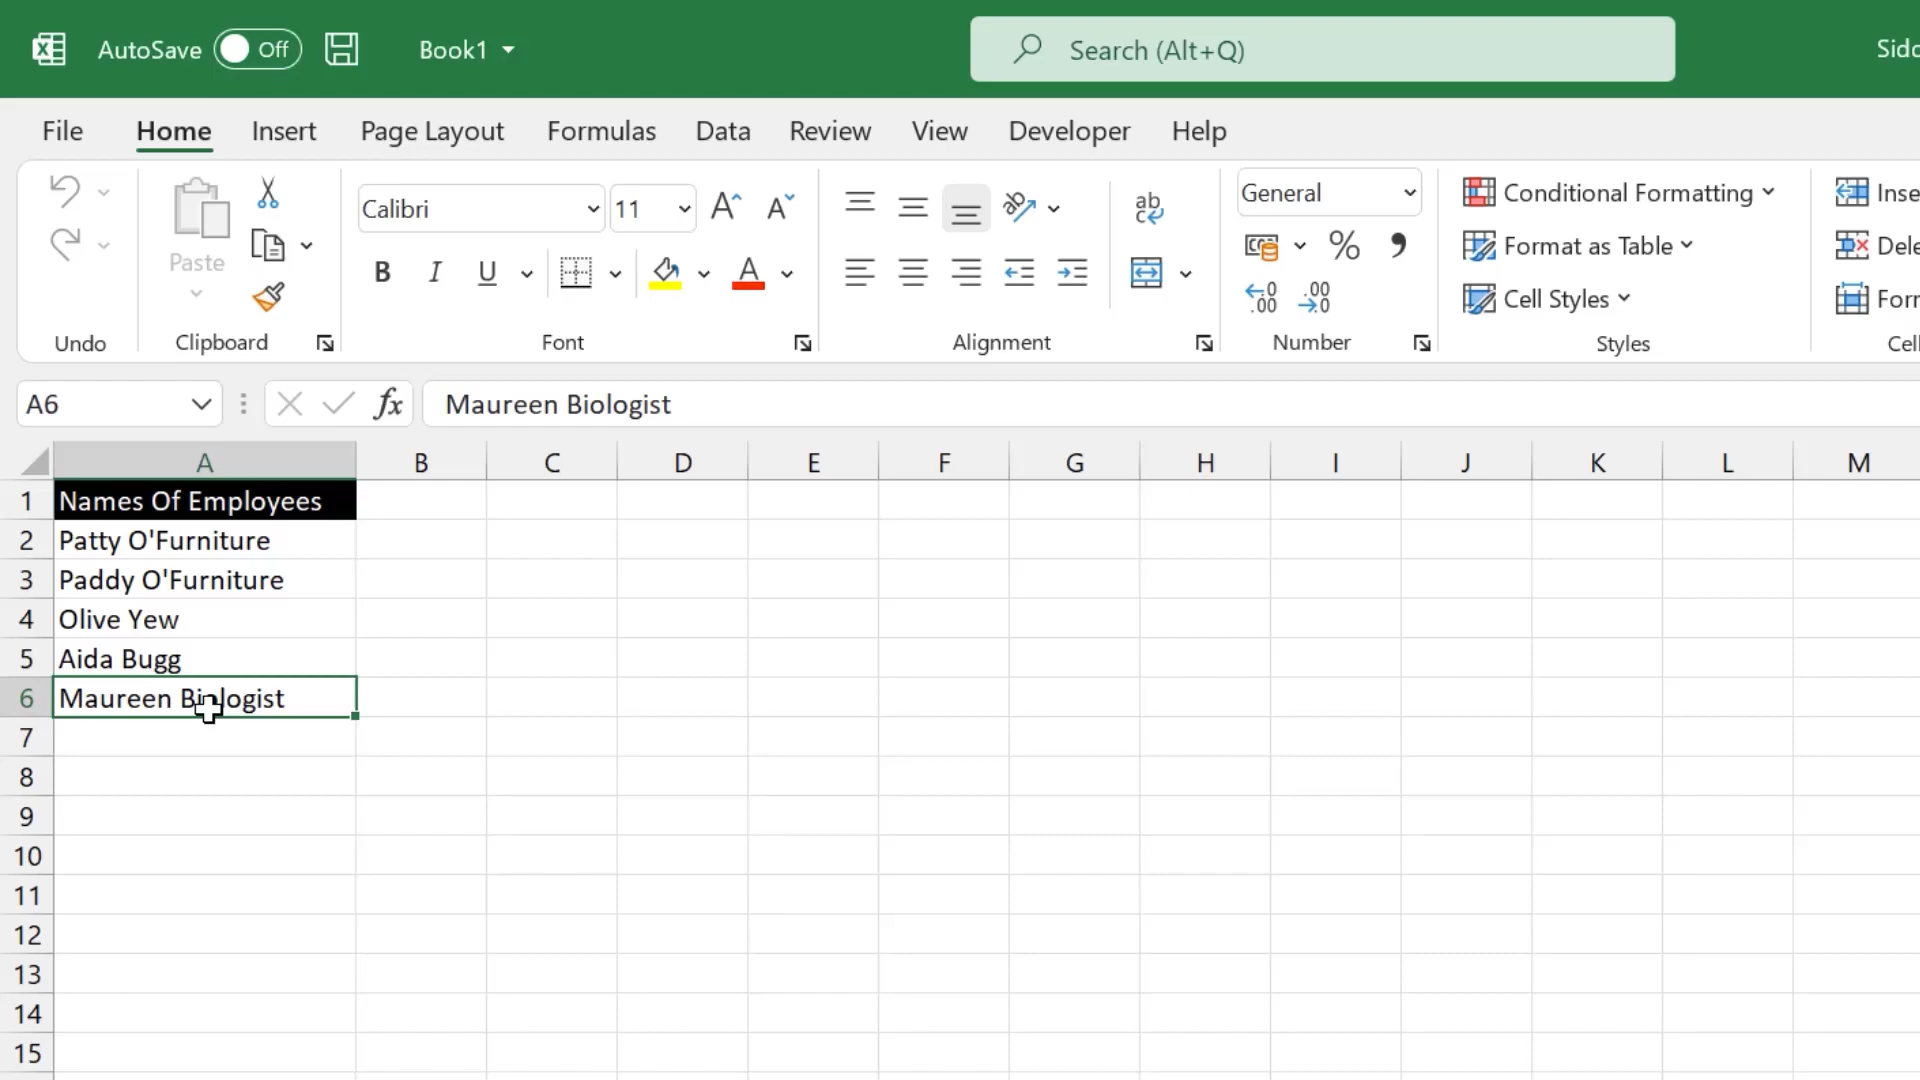 AutoSave Off Book1 Search (Alt+Q)
File Home Insert Page Layout Formulas Data Review View Developer Help
Paste
Calibri 11
B I U
General
Conditional Formatting
Format as Table
Cell Styles
Undo Clipboard Font Alignment Number Styles
A6 fx Maureen Biologist
A B C D E F G H I J K L M
1 Names Of Employees
2 Patty O'Furniture
3 Paddy O'Furniture
4 Olive Yew
5 Aida Bugg
6 Maureen Biologist
7
8
9
10
11
12
13
14
15